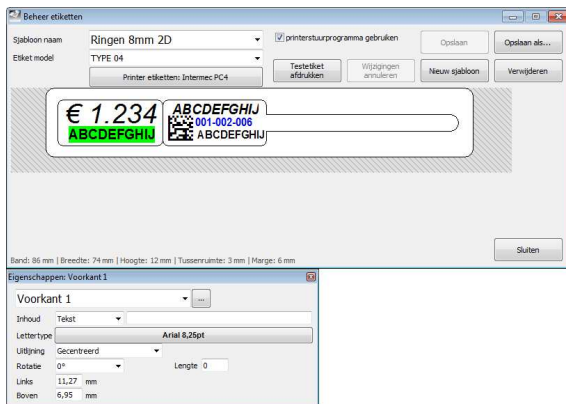 Beheer etiketten
Sjabloon naam Ringen 8mm 2D printerstuurprogramma gebruiken Opslaan Opslaan als...
Etiket model TYPE 04 Testetiket afdrukken Wijzigingen annuleren Nieuw sjabloon Verwijderen
Printer etiketten: Intermec PC4
€ 1.234 ABCDEFGHIJ
001-002-006
ABCDEFGHIJ ABCDEFGHIJ
Sluiten
Band: 86 mm | Breedte: 74 mm | Hoogte: 12 mm | Tussenruimte: 3 mm | Marge: 6 mm
Eigenschappen: Voorkant 1
Voorkant 1 ...
Inhoud Tekst
Lettertype Arial 8,25pt
Uitlijning Gecentreerd
Rotatie 0° Lengte 0
Links 11,27 mm
Boven 6,95 mm